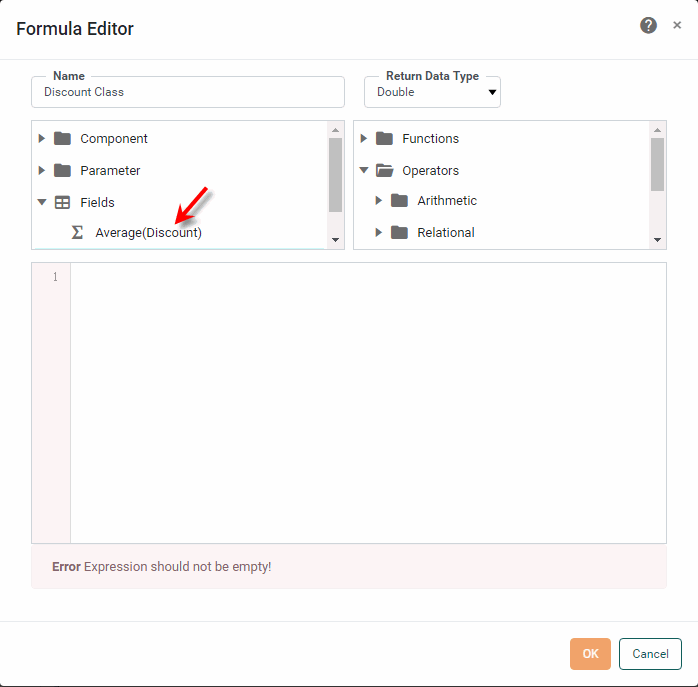 Formula Editor
? ×
Name
Discount Class
Return Data Type
Double
Component
Parameter
Fields
Σ Average(Discount)
Functions
Operators
Arithmetic
Relational
1
Error Expression should not be empty!
OK
Cancel